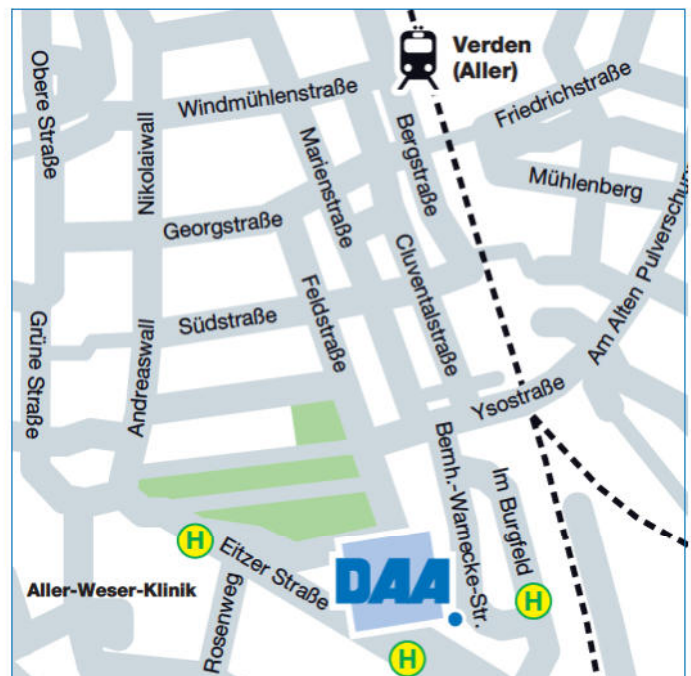 Verden
(Aller)
Obere Straße
Windmühlenstraße
Friedrichstraße
Nikolaiwall
Marienstraße
Bergstraße
Mühlenberg
Georgstraße
Cluventalstraße
Am Alten Pulverschup
Feldstraße
Südstraße
Grüne Straße
Andreaswall
Ysostraße
Bernh.-Warnecke-Str.
Im Burgfeld
H
Eitzer Straße
DAA
Aller-Weser-Klinik
H
Rosenweg
H